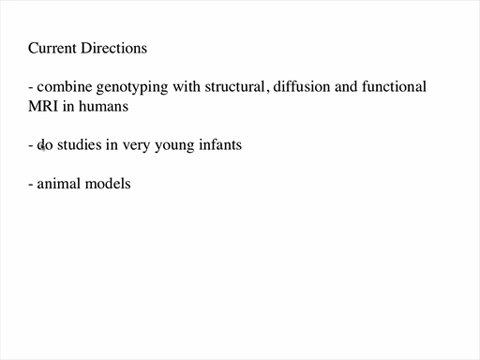 Current Directions
- combine genotyping with structural, diffusion and functional
MRI in humans
- do studies in very young infants
- animal models